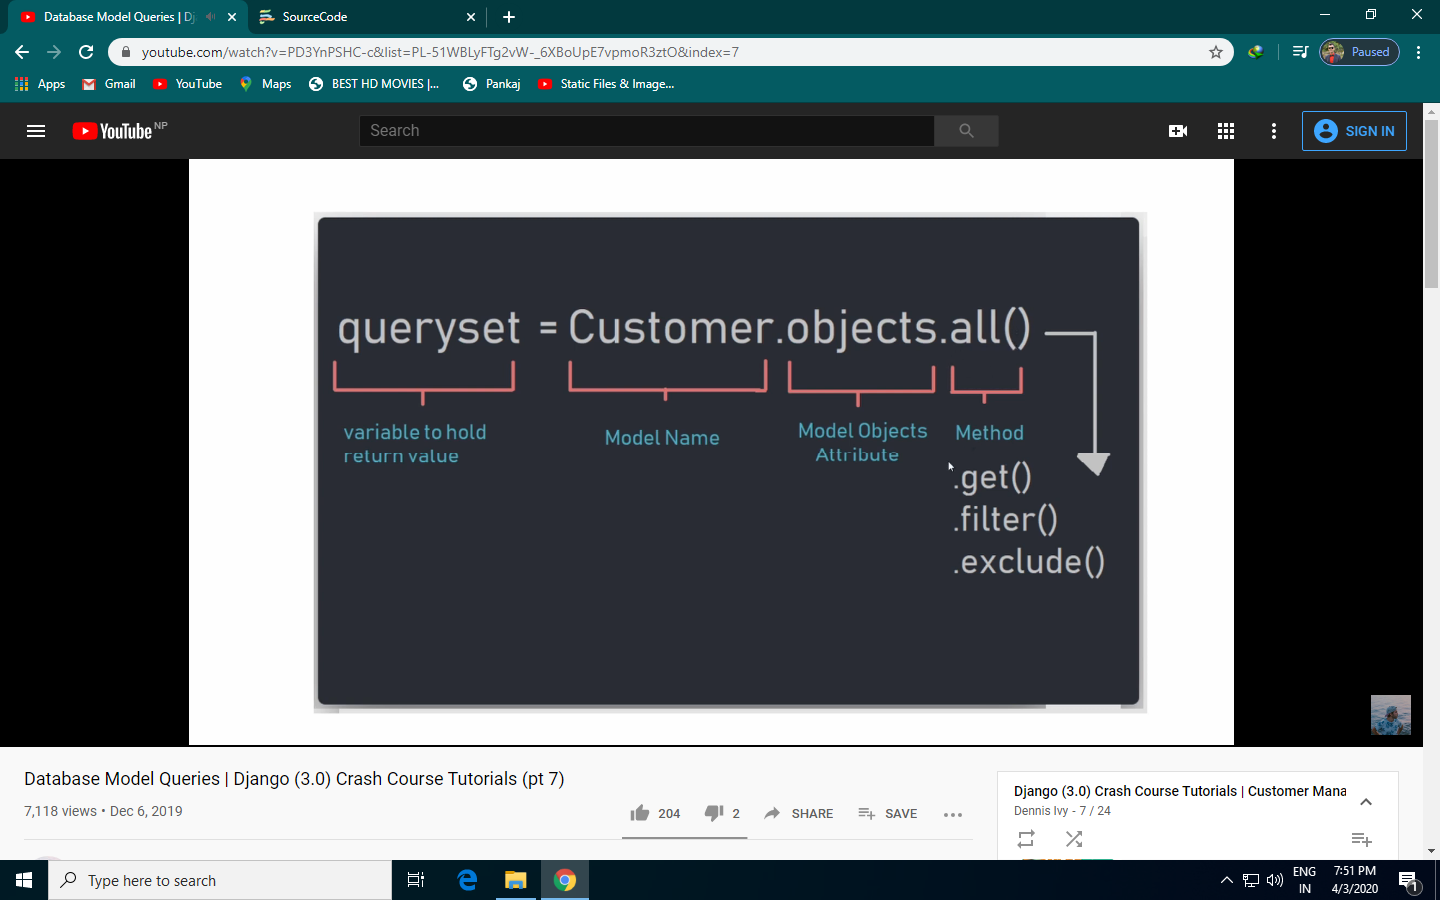 Database Model Queries | Dj
SourceCode
youtube.com/watch?v=PD3YnPSHC-c&list=PL-51WBLyFTg2vW-_6XBoUpE7vpmoR3ztO&index=7
Paused
Apps
Gmail
YouTube
Maps
BEST HD MOVIES |...
Pankaj
Static Files & Image...
YouTube NP
Search
SIGN IN
queryset = Customer.objects.all()
variable to hold
return value
Model Name
Model Objects
Attribute
Method
.get()
.filter()
.exclude()
Database Model Queries | Django (3.0) Crash Course Tutorials (pt 7)
7,118 views • Dec 6, 2019
204
2
SHARE
SAVE
Django (3.0) Crash Course Tutorials | Customer Mana
Dennis Ivy - 7 / 24
Type here to search
ENG
IN
7:51 PM
4/3/2020
1